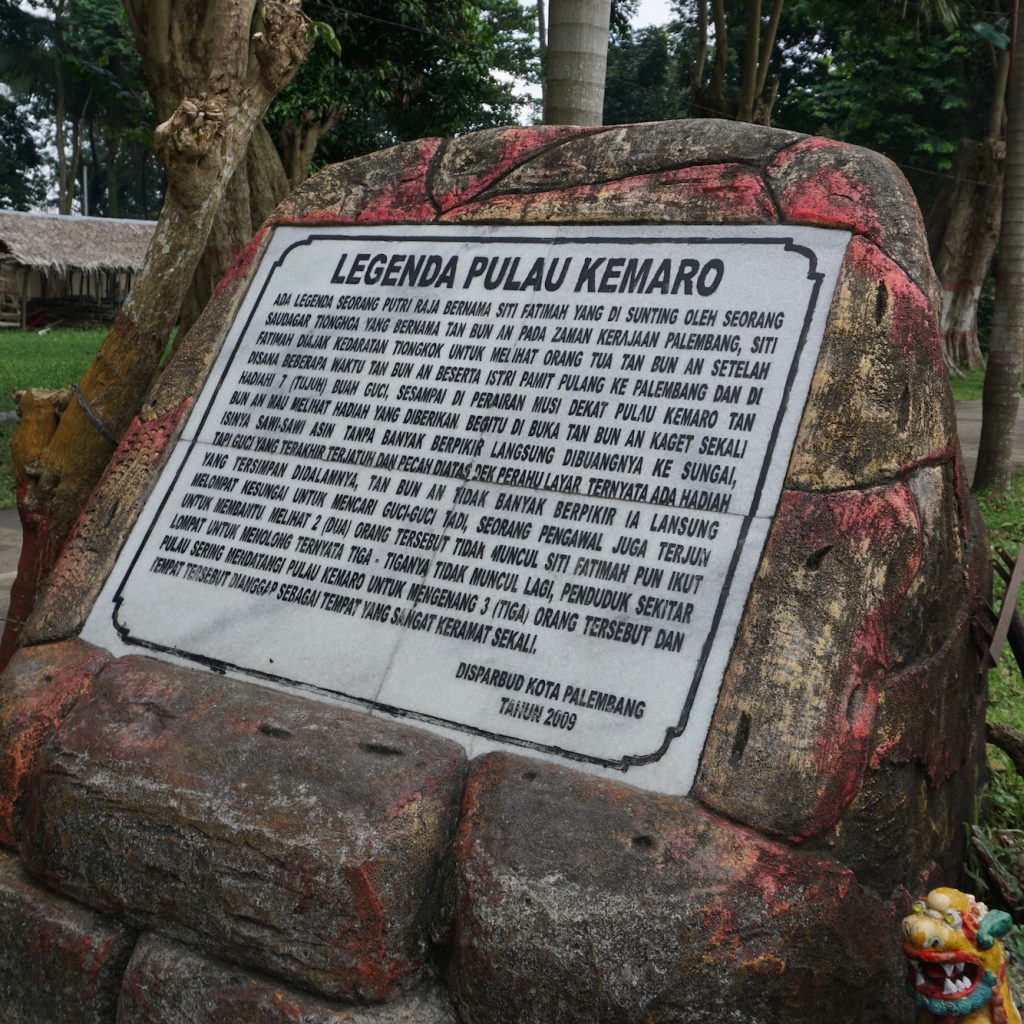 LEGENDA PULAU KEMARO
ADA LEGENDA SEORANG PUTRI RAJA BERNAMA SITI FATIMAH YANG DI SUNTING OLEH SEORANG
SAUDAGAR TIONGHOA YANG BERNAMA TAN BUN AN PADA ZAMAN KERAJAAN PALEMBANG, SITI
FATIMAH DIAJAK KEDARATAN TIONGKOK UNTUK MELIHAT ORANG TUA TAN BUN AN SETELAH
DISANA BEBERAPA WAKTU TAN BUN AN BESERTA ISTRI PAMIT PULANG KE PALEMBANG DAN DI
HADIAHI 7 (TUJUH) BUAH GUCI, SESAMPAI DI PERAIRAN MUSI DEKAT PULAU KEMARO TAN
BUN AN MAU MELIHAT HADIAH YANG DIBERIKAN. BEGITU DI BUKA TAN BUN AN KAGET SEKALI
ISINYA SAWI-SAWI ASIN TANPA BANYAK BERPIKIR LANGSUNG DIBUANGNYA KE SUNGAI,
TAPI GUCI YANG TERAKHIR TERJATUH DAN PECAH DIATAS DEK PERAHU LAYAR TERNYATA ADA HADIAH
YANG TERSIMPAN DIDALAMNYA, TAN BUN AN TIDAK BANYAK BERPIKIR IA LANSUNG
MELOMPAT KESUNGAI UNTUK MENCARI GUCI-GUCI TADI, SEORANG PENGAWAL JUGA TERJUN
UNTUK MEMBANTU MELIHAT 2 (DUA) ORANG TERSEBUT TIDAK MUNCUL SITI FATIMAH PUN IKUT
LOMPAT UNTUK MENOLONG TERNYATA TIGA - TIGANYA TIDAK MUNCUL LAGI, PENDUDUK SEKITAR
PULAU SERING MENDATANGI PULAU KEMARO UNTUK MENGENANG 3 (TIGA) ORANG TERSEBUT DAN
TEMPAT TERSEBUT DIANGGAP SEBAGAI TEMPAT YANG SANGAT KERAMAT SEKALI.
DISPARBUD KOTA PALEMBANG
TAHUN 2009